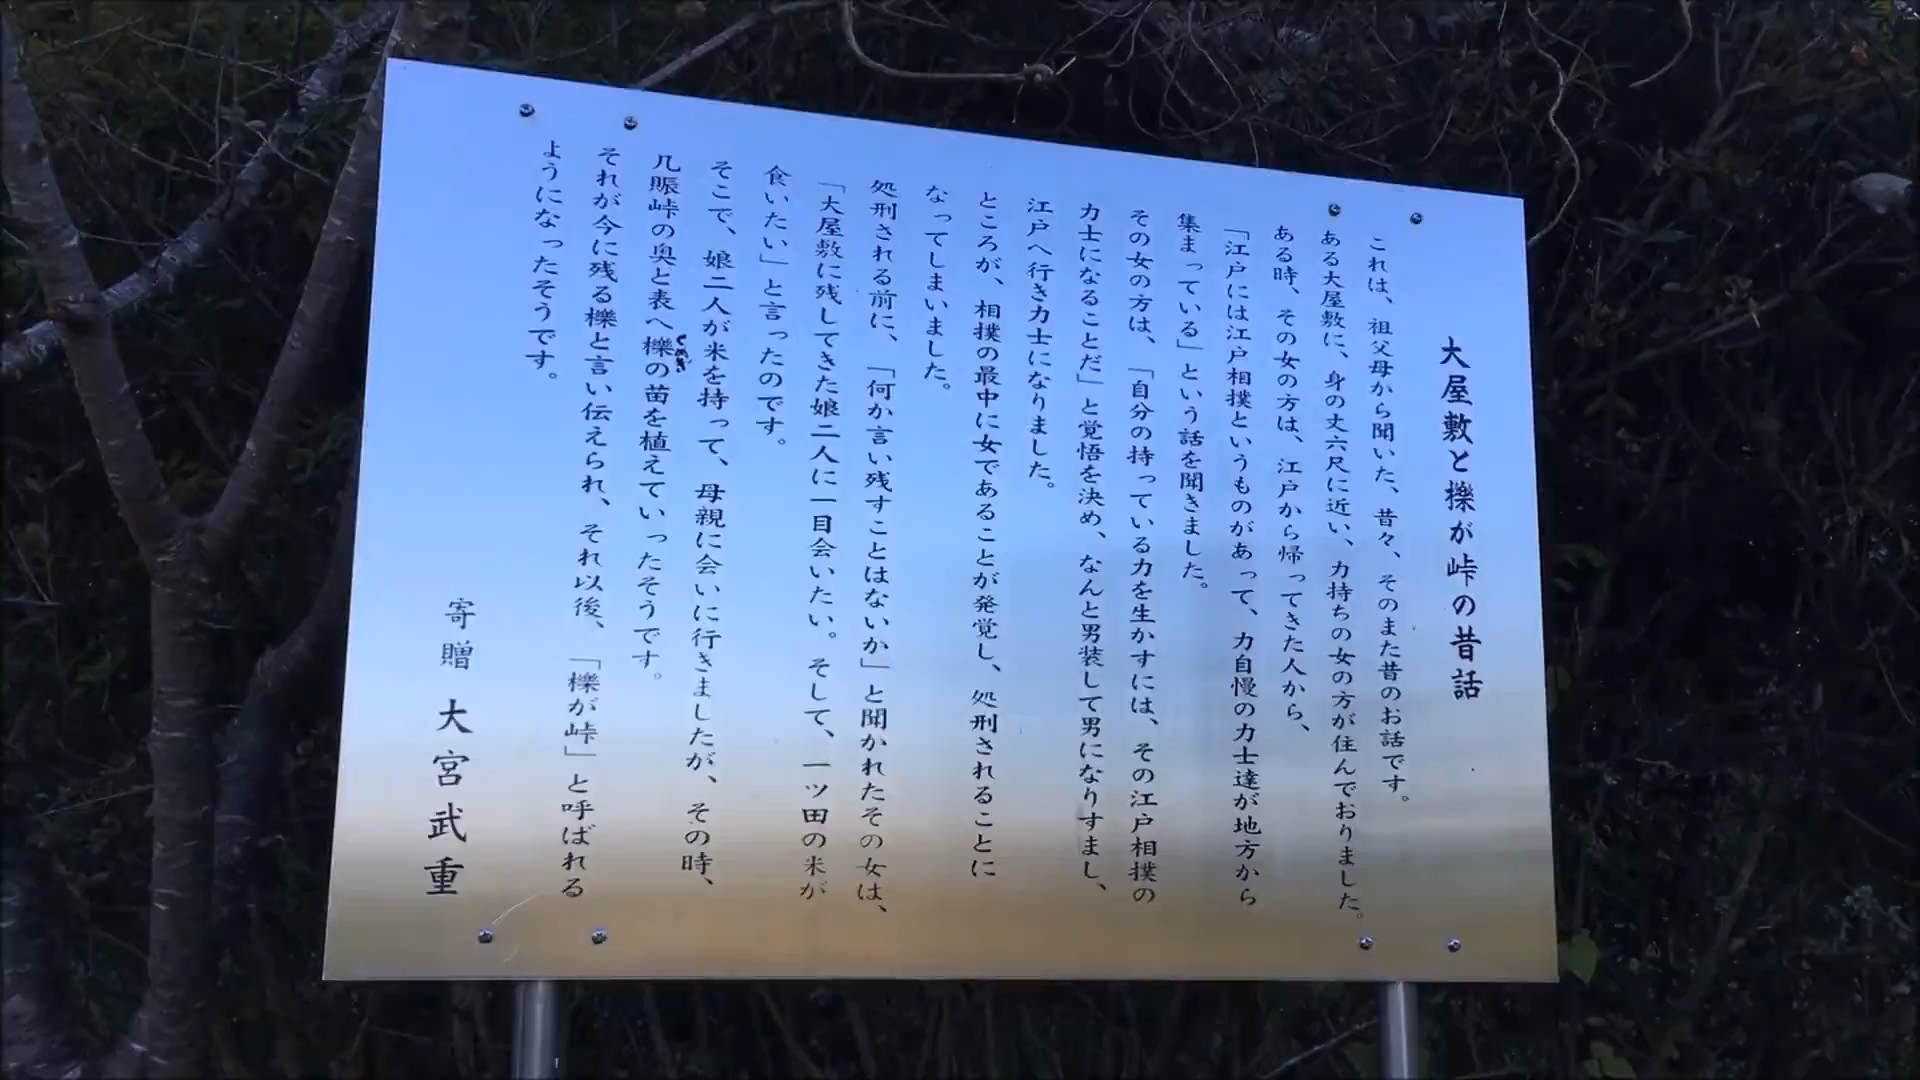 大屋敷と櫟が峠の昔話
これは、祖父母から聞いた、昔々、そのまた昔のお話です。
ある大屋敷に、身の丈六尺に近い、力持ちの女の方が住んでおりました。
ある時、その女の方は、江戸から帰ってきた人から、
「江戸には江戸相撲というものがあって、力自慢の力士達が地方から
集まっている」という話を聞きました。
その女の方は、「自分の持っている力を生かすには、その江戸相撲の
力士になることだ」と覚悟を決め、なんと男装して男になりすまし、
江戸へ行き力士になりました。
ところが、相撲の最中に女であることが発覚し、処刑されることに
なってしまいました。
処刑される前に、「何か言い残すことはないか」と聞かれたその女は、
「大屋敷に残してきた娘二人に一目会いたい。そして、一ツ田の米が
食いたい」と言ったのです。
そこで、娘二人が米を持って、母親に会いに行きましたが、その時、
几賑峠の奥と表へ櫟の苗を植えていったそうです。
それが今に残る櫟と言い伝えられ、それ以後、「櫟が峠」と呼ばれる
ようになったそうです。
寄贈 大宮武重